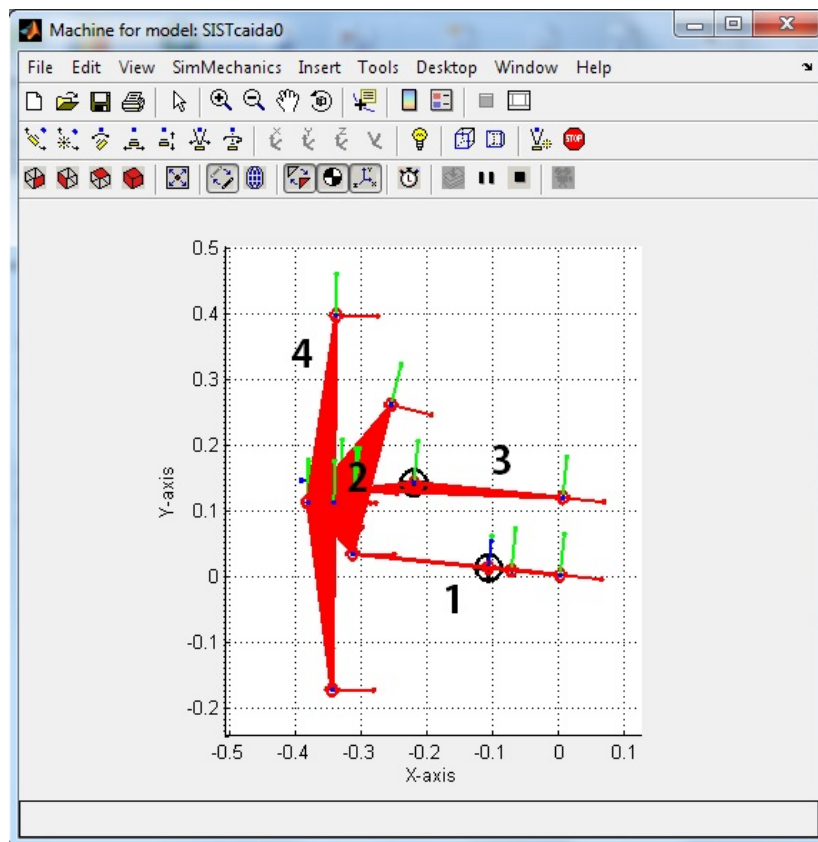 Machine for model: SISTcaida0
File Edit View SimMechanics Insert Tools Desktop Window Help
STOP
0.5
0.4
4
0.3
0.2
3
2
0.1
Y-axis
0
1
-0.1
-0.2
-0.5 -0.4 -0.3 -0.2 -0.1 0 0.1
X-axis